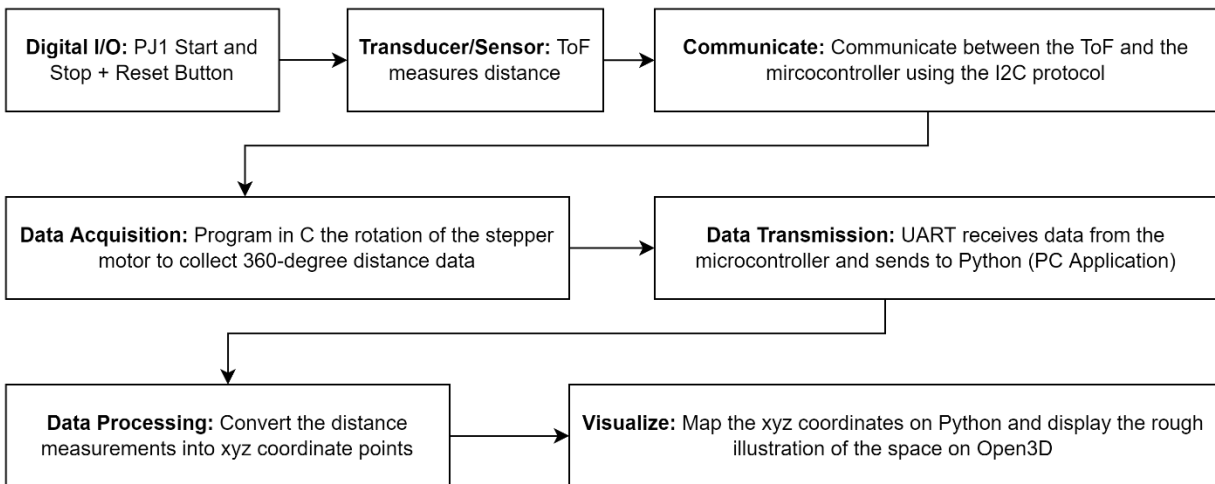 Digital I/O: PJ1 Start and
Stop + Reset Button
Transducer/Sensor: ToF
measures distance
Communicate: Communicate between the ToF and the
mircocontroller using the I2C protocol
Data Acquisition: Program in C the rotation of the stepper
motor to collect 360-degree distance data
Data Transmission: UART receives data from the
microcontroller and sends to Python (PC Application)
Data Processing: Convert the distance
measurements into xyz coordinate points
Visualize: Map the xyz coordinates on Python and display the rough
illustration of the space on Open3D